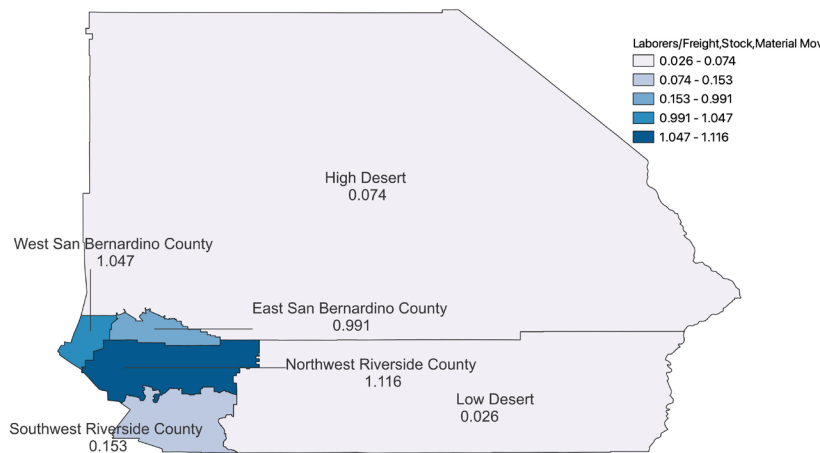 Laborers/Freight,Stock,Material Mov
0.026 - 0.074
0.074 - 0.153
0.153 - 0.991
0.991 - 1.047
1.047 - 1.116
High Desert
0.074
West San Bernardino County
1.047
East San Bernardino County
0.991
Northwest Riverside County
1.116
Low Desert
0.026
Southwest Riverside County
0.153